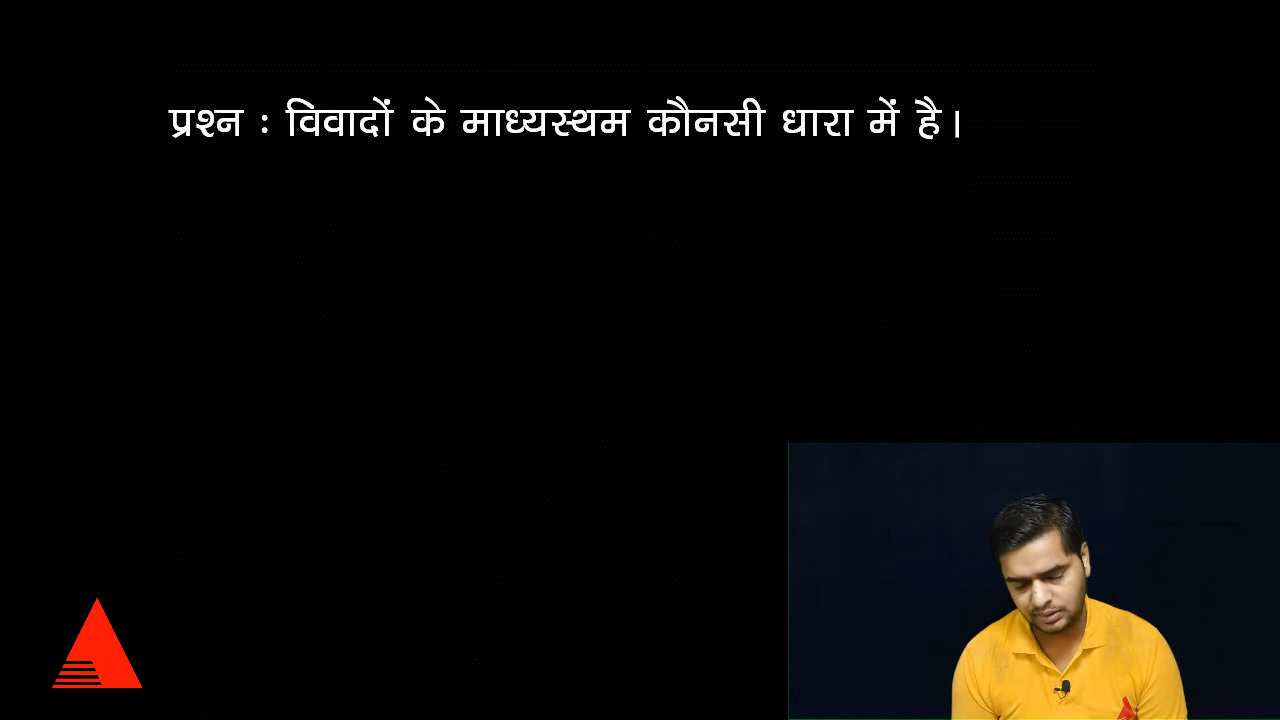 प्रश्न : विवादों के माध्यस्थम कौनसी धारा में है।